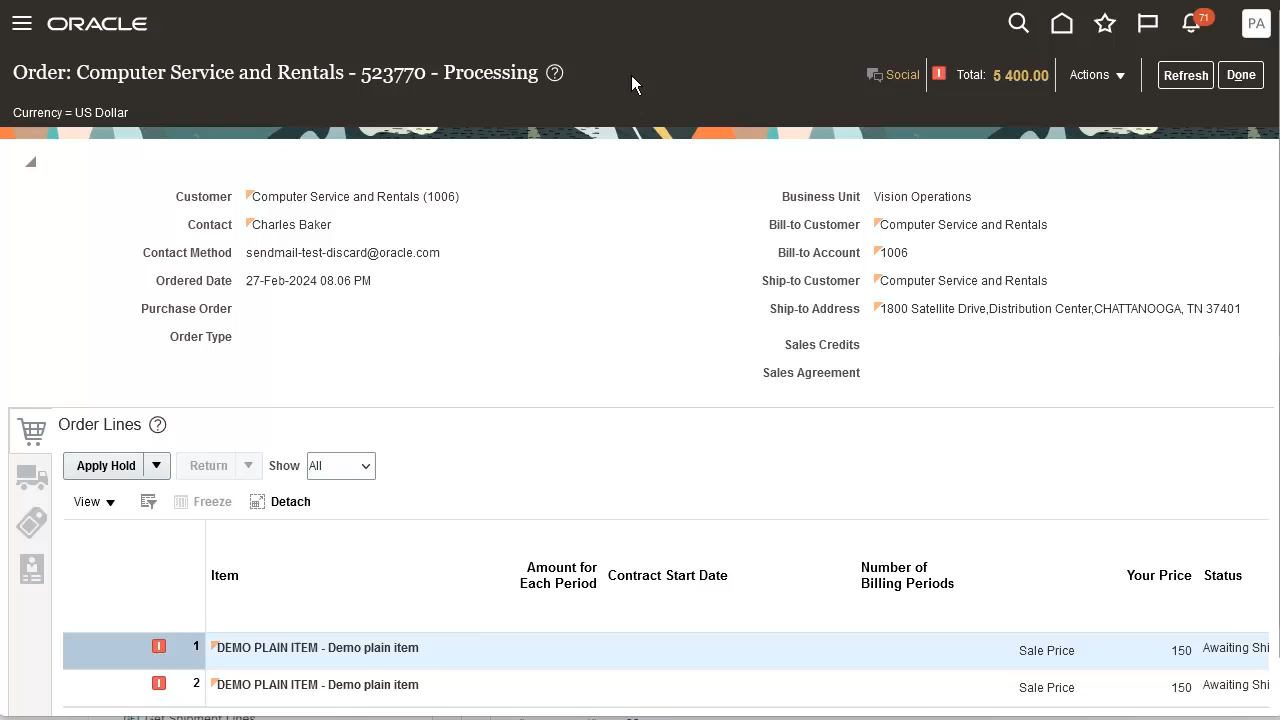 ORACLE
71
PA
Order: Computer Service and Rentals - 523770 - Processing
Social
Total: 5 400.00
Actions
Refresh
Done
Currency = US Dollar
Customer Computer Service and Rentals (1006)
Contact Charles Baker
Contact Method sendmail-test-discard@oracle.com
Ordered Date 27-Feb-2024 08.06 PM
Purchase Order
Order Type
Business Unit Vision Operations
Bill-to Customer Computer Service and Rentals
Bill-to Account 1006
Ship-to Customer Computer Service and Rentals
Ship-to Address 1800 Satellite Drive,Distribution Center,CHATTANOOGA, TN 37401
Sales Credits
Sales Agreement
Order Lines
Apply Hold Return Show All
View Freeze Detach
Item Amount for Each Period Contract Start Date Number of Billing Periods Your Price Status
1 DEMO PLAIN ITEM - Demo plain item Sale Price 150 Awaiting Shi
2 DEMO PLAIN ITEM - Demo plain item Sale Price 150 Awaiting Shi